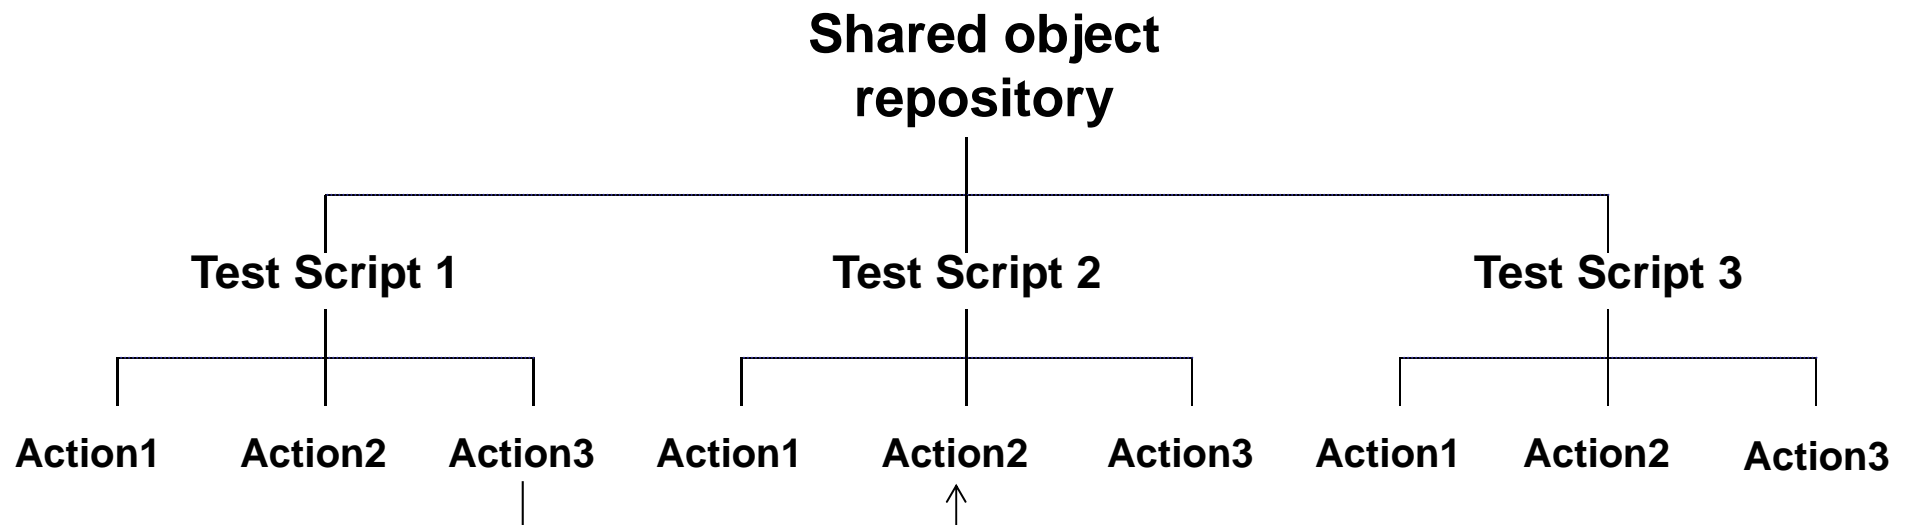 Shared object
repository
Test Script 1
Test Script 2
Test Script 3
Action1
Action2
Action3
Action1
Action2
Action3
Action1
Action2
Action3